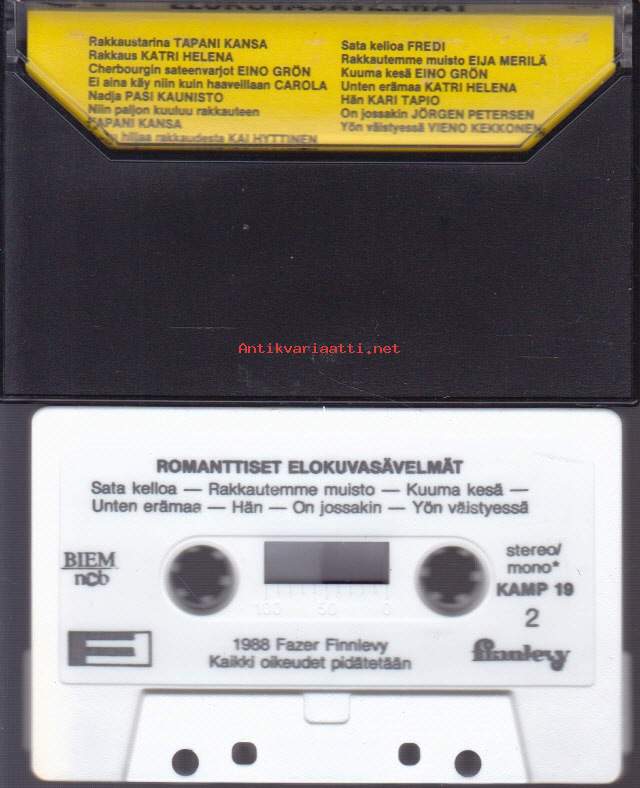 ELOKUVASÄVELMÄT
Rakkaustarina TAPANI KANSA
Rakkaus KATRI HELENA
Cherbourgin sateenvarjot EINO GRÖN
Ei aina käy niin kuin haaveillaan CAROLA
Nadja PASI KAUNISTO
Niin paljon kuuluu rakkauteen
TAPANI KANSA
hiljaa rakkaudesta KAI HYTTINEN
Sata kelloa FREDI
Rakkautemme muisto EIJA MERILÄ
Kuuma kesä EINO GRÖN
Unten erämaa KATRI HELENA
Hän KARI TAPIO
On jossakin JÖRGEN PETERSEN
Yön väistyessä VIENO KEKKONEN
Antikvariaatti.net
ROMANTTISET ELOKUVASÄVELMÄT
Sata kelloa — Rakkautemme muisto — Kuuma kesä —
Unten erämaa — Hän — On jossakin — Yön väistyessä
BIEM
ncb
stereo/
mono*
KAMP 19
2
100 50 0
1988 Fazer Finnlevy
Kaikki oikeudet pidätetään
finnlevy